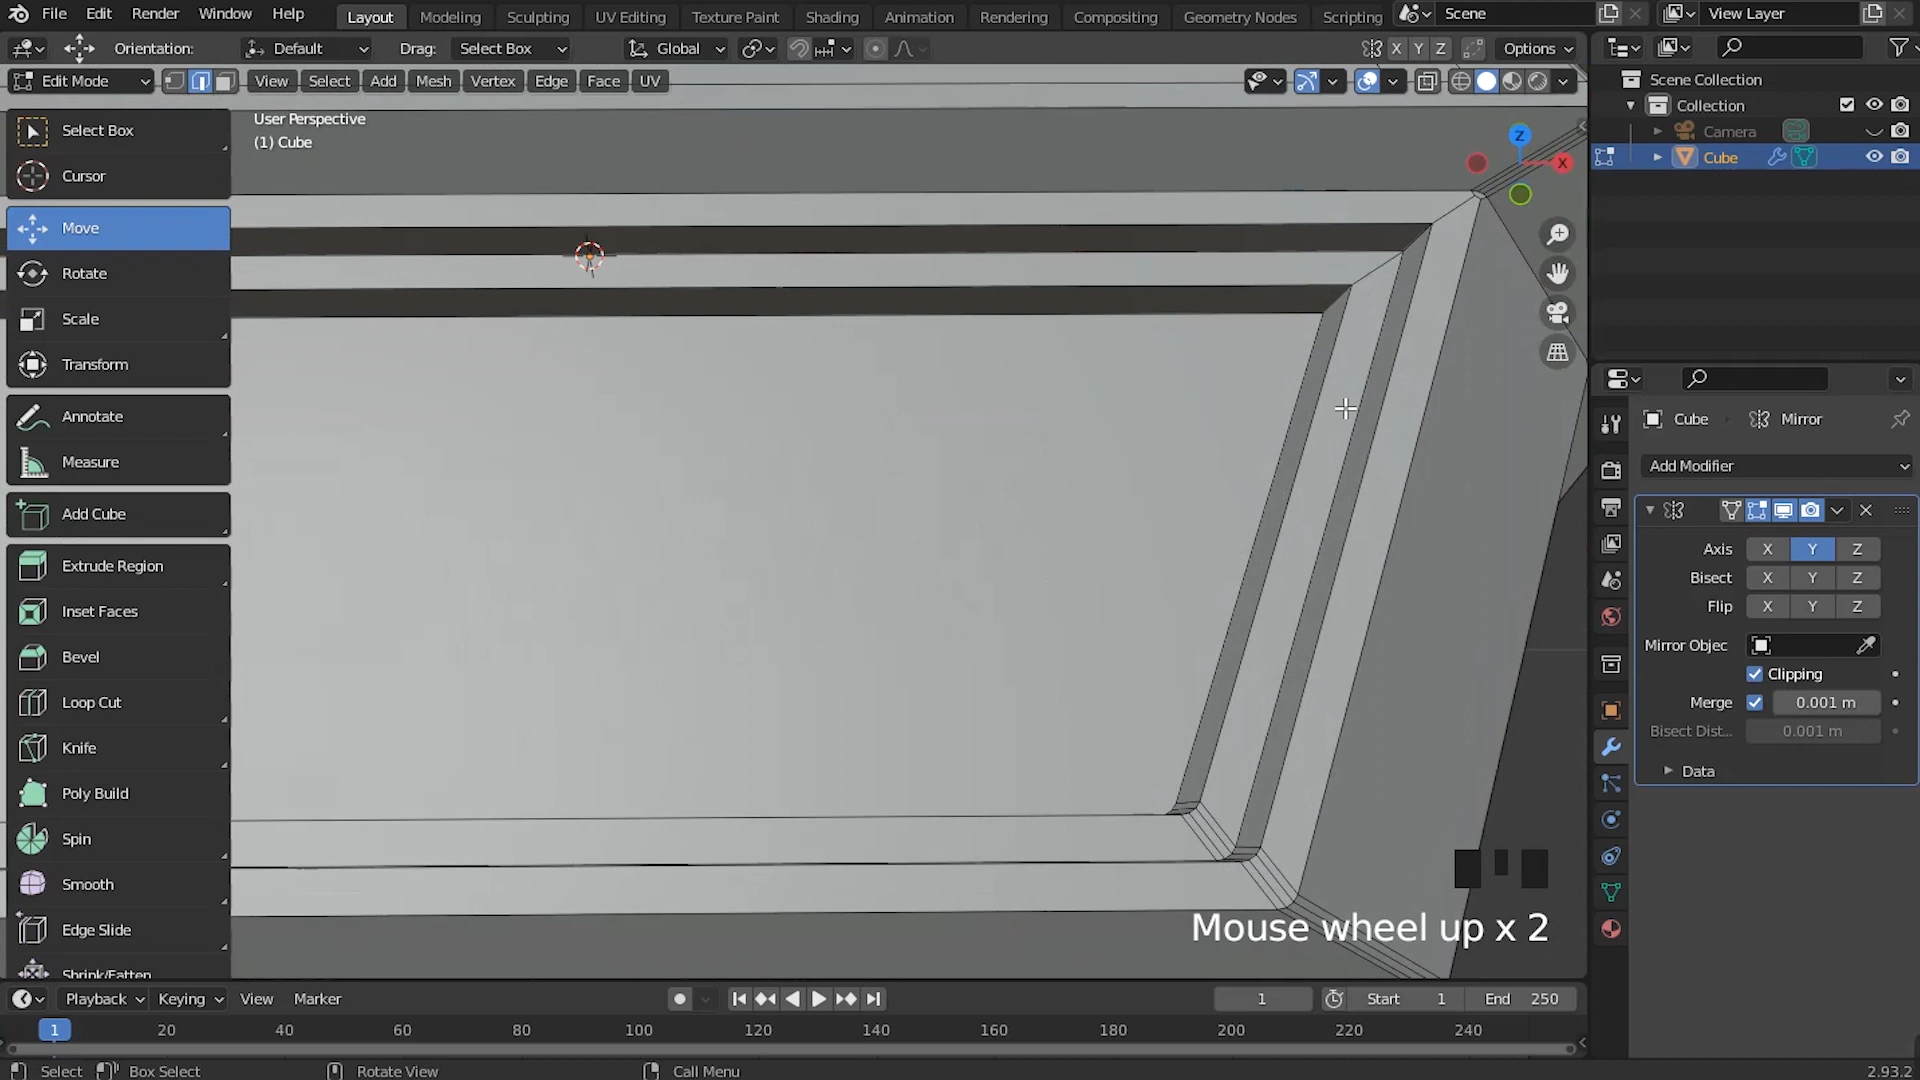 File Edit Render Window Help Layout Modeling Sculpting UV Editing Texture Paint Shading Animation Rendering Compositing Geometry Nodes Scripting Scene View Layer
Orientation: Default Drag: Select Box Global X Y Z Options
Edit Mode View Select Add Mesh Vertex Edge Face UV
User Perspective
(1) Cube
Z
X
Select Box
Cursor
Move
Rotate
Scale
Transform
Annotate
Measure
Add Cube
Extrude Region
Inset Faces
Bevel
Loop Cut
Knife
Poly Build
Spin
Smooth
Edge Slide
Shrink/Fatten
Mouse wheel up x 2
Scene Collection
Collection
Camera
Cube
Cube Mirror
Add Modifier
Axis X Y Z
Bisect X Y Z
Flip X Y Z
Mirror Objec
Clipping
Merge 0.001 m
Bisect Dist... 0.001 m
Data
Playback Keying View Marker 1 Start 1 End 250
1 20 40 60 80 100 120 140 160 180 200 220 240
Select Box Select Rotate View Call Menu 2.93.2